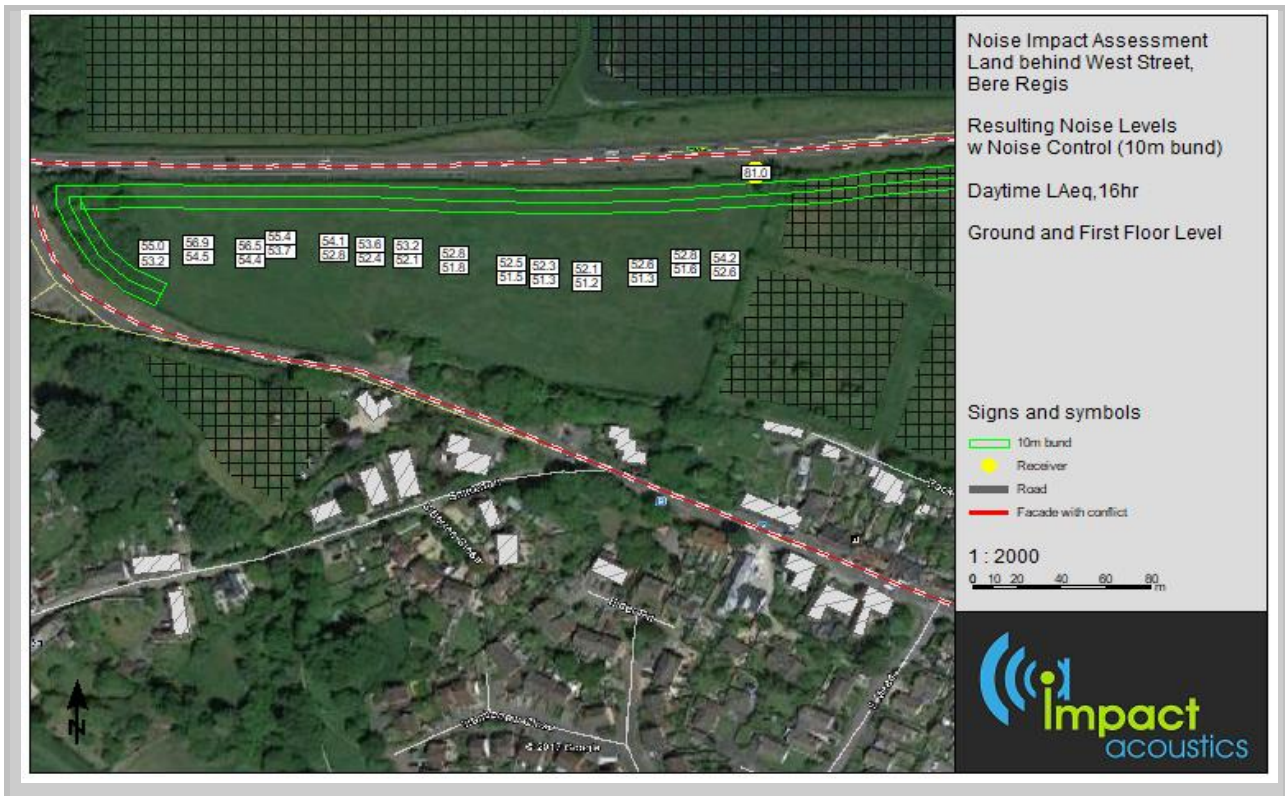 Noise Impact Assessment
Land behind West Street,
Bere Regis
Resulting Noise Levels
w Noise Control (10m bund)
Daytime LAeq,16hr
Ground and First Floor Level
81.0
55.0
53.2
56.9
54.5
56.5
54.4
55.4
53.7
54.1
52.8
53.6
52.4
53.2
52.1
52.8
51.8
52.5
51.5
52.3
51.3
52.1
51.2
52.6
51.3
52.8
51.6
54.2
52.6
Signs and symbols
10m bund
Receiver
Road
Facade with conflict
1 : 2000
0 10 20 40 60 80
m
N
© 2017 Google
impact
acoustics